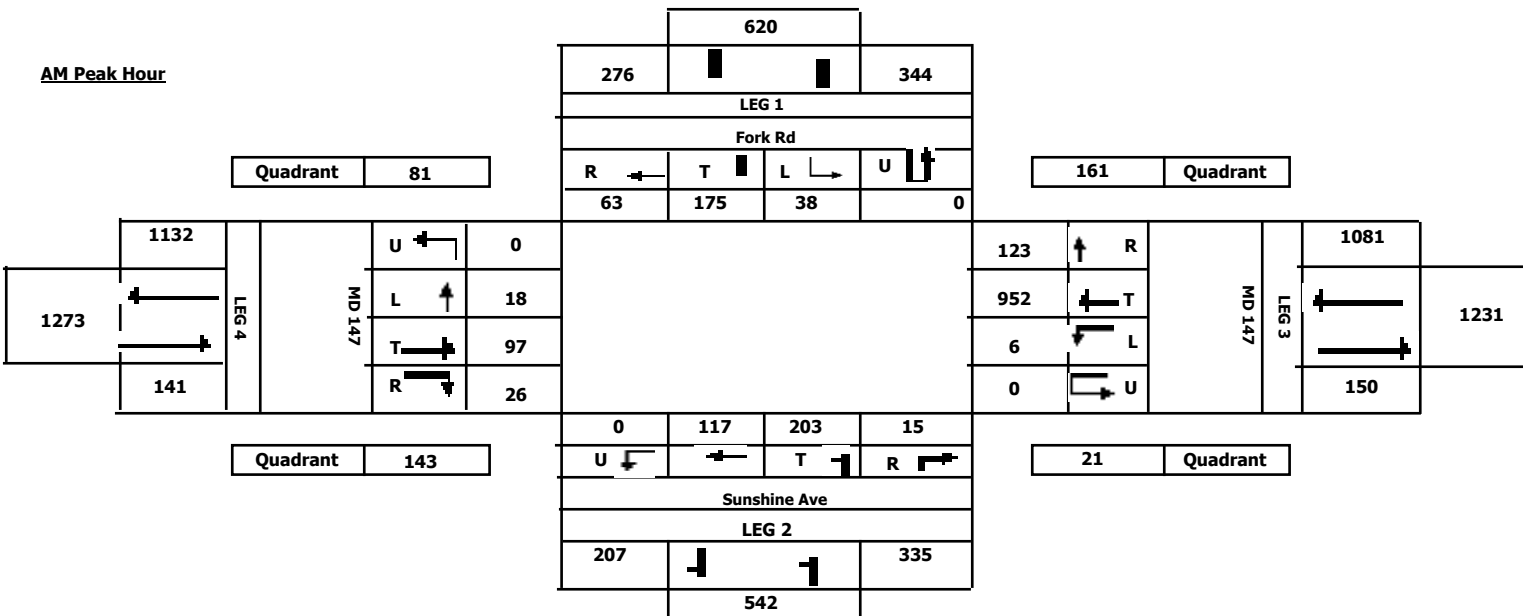 620
AM Peak Hour
276 344
LEG 1
Fork Rd
Quadrant 81
R T L U
161 Quadrant
63 175 38 0
1132 U 0 123 R 1081
1273 LEG 4 MD 147 L 18 952 T MD 147 LEG 3 1231
T 97 6 L
141 R 26 0 U 150
0 117 203 15
Quadrant 143
U T R
21 Quadrant
Sunshine Ave
LEG 2
207 335
542